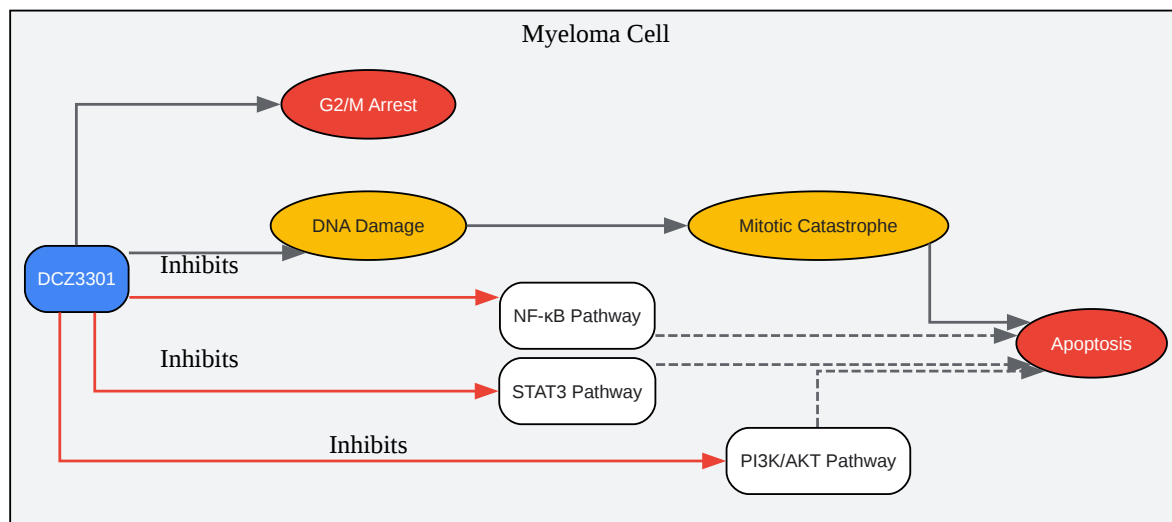 Myeloma Cell
G2/M Arrest
DNA Damage
Mitotic Catastrophe
DCZ3301
Inhibits
NF-κB Pathway
Apoptosis
Inhibits
STAT3 Pathway
Inhibits
PI3K/AKT Pathway